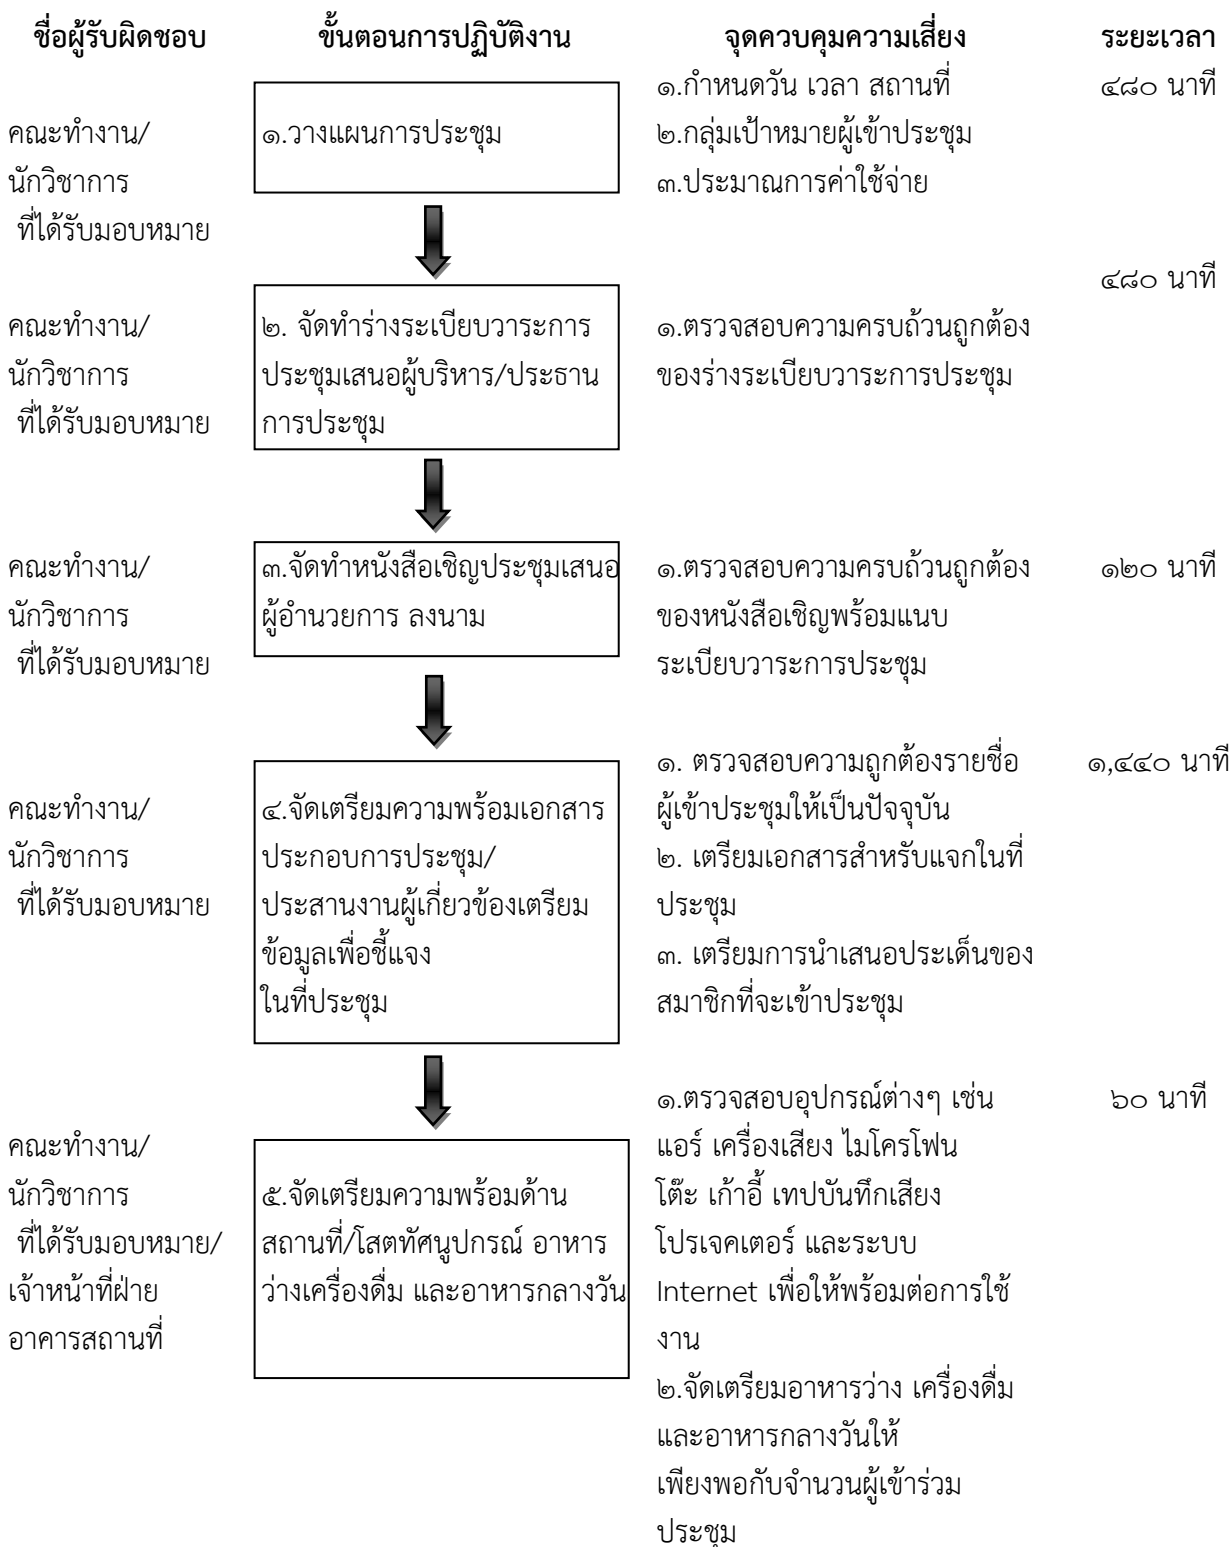 ชื่อผู้รับผิดชอบ ขั้นตอนการปฏิบัติงาน จุดควบคุมความเสี่ยง ระยะเวลา
๑.กำหนดวัน เวลา สถานที่ ๔๘๐ นาที
คณะทำงาน/ ๑.วางแผนการประชุม ๒.กลุ่มเป้าหมายผู้เข้าประชุม
นักวิชาการ ๓.ประมาณการค่าใช้จ่าย
ที่ได้รับมอบหมาย
๔๘๐ นาที
คณะทำงาน/ ๒. จัดทำร่างระเบียบวาระการ ๑.ตรวจสอบความครบถ้วนถูกต้อง
นักวิชาการ ประชุมเสนอผู้บริหาร/ประธาน ของร่างระเบียบวาระการประชุม
ที่ได้รับมอบหมาย การประชุม
คณะทำงาน/ ๓.จัดทำหนังสือเชิญประชุมเสนอ ๑.ตรวจสอบความครบถ้วนถูกต้อง ๑๒๐ นาที
นักวิชาการ ผู้อำนวยการ ลงนาม ของหนังสือเชิญพร้อมแนบ
ที่ได้รับมอบหมาย ระเบียบวาระการประชุม
๑. ตรวจสอบความถูกต้องรายชื่อ ๑,๔๔๐ นาที
คณะทำงาน/ ๔.จัดเตรียมความพร้อมเอกสาร ผู้เข้าประชุมให้เป็นปัจจุบัน
นักวิชาการ ประกอบการประชุม/ ๒. เตรียมเอกสารสำหรับแจกในที่
ที่ได้รับมอบหมาย ประสานงานผู้เกี่ยวข้องเตรียม ประชุม
ข้อมูลเพื่อชี้แจง ๓. เตรียมการนำเสนอประเด็นของ
ในที่ประชุม สมาชิกที่จะเข้าประชุม
๑.ตรวจสอบอุปกรณ์ต่างๆ เช่น ๖๐ นาที
คณะทำงาน/ แอร์ เครื่องเสียง ไมโครโฟน
นักวิชาการ ๕.จัดเตรียมความพร้อมด้าน โต๊ะ เก้าอี้ เทปบันทึกเสียง
ที่ได้รับมอบหมาย/ สถานที่/โสตทัศนูปกรณ์ อาหาร โปรเจคเตอร์ และระบบ
เจ้าหน้าที่ฝ่าย ว่างเครื่องดื่ม และอาหารกลางวัน Internet เพื่อให้พร้อมต่อการใช้
อาคารสถานที่ งาน
๒.จัดเตรียมอาหารว่าง เครื่องดื่ม
และอาหารกลางวันให้
เพียงพอกับจำนวนผู้เข้าร่วม
ประชุม